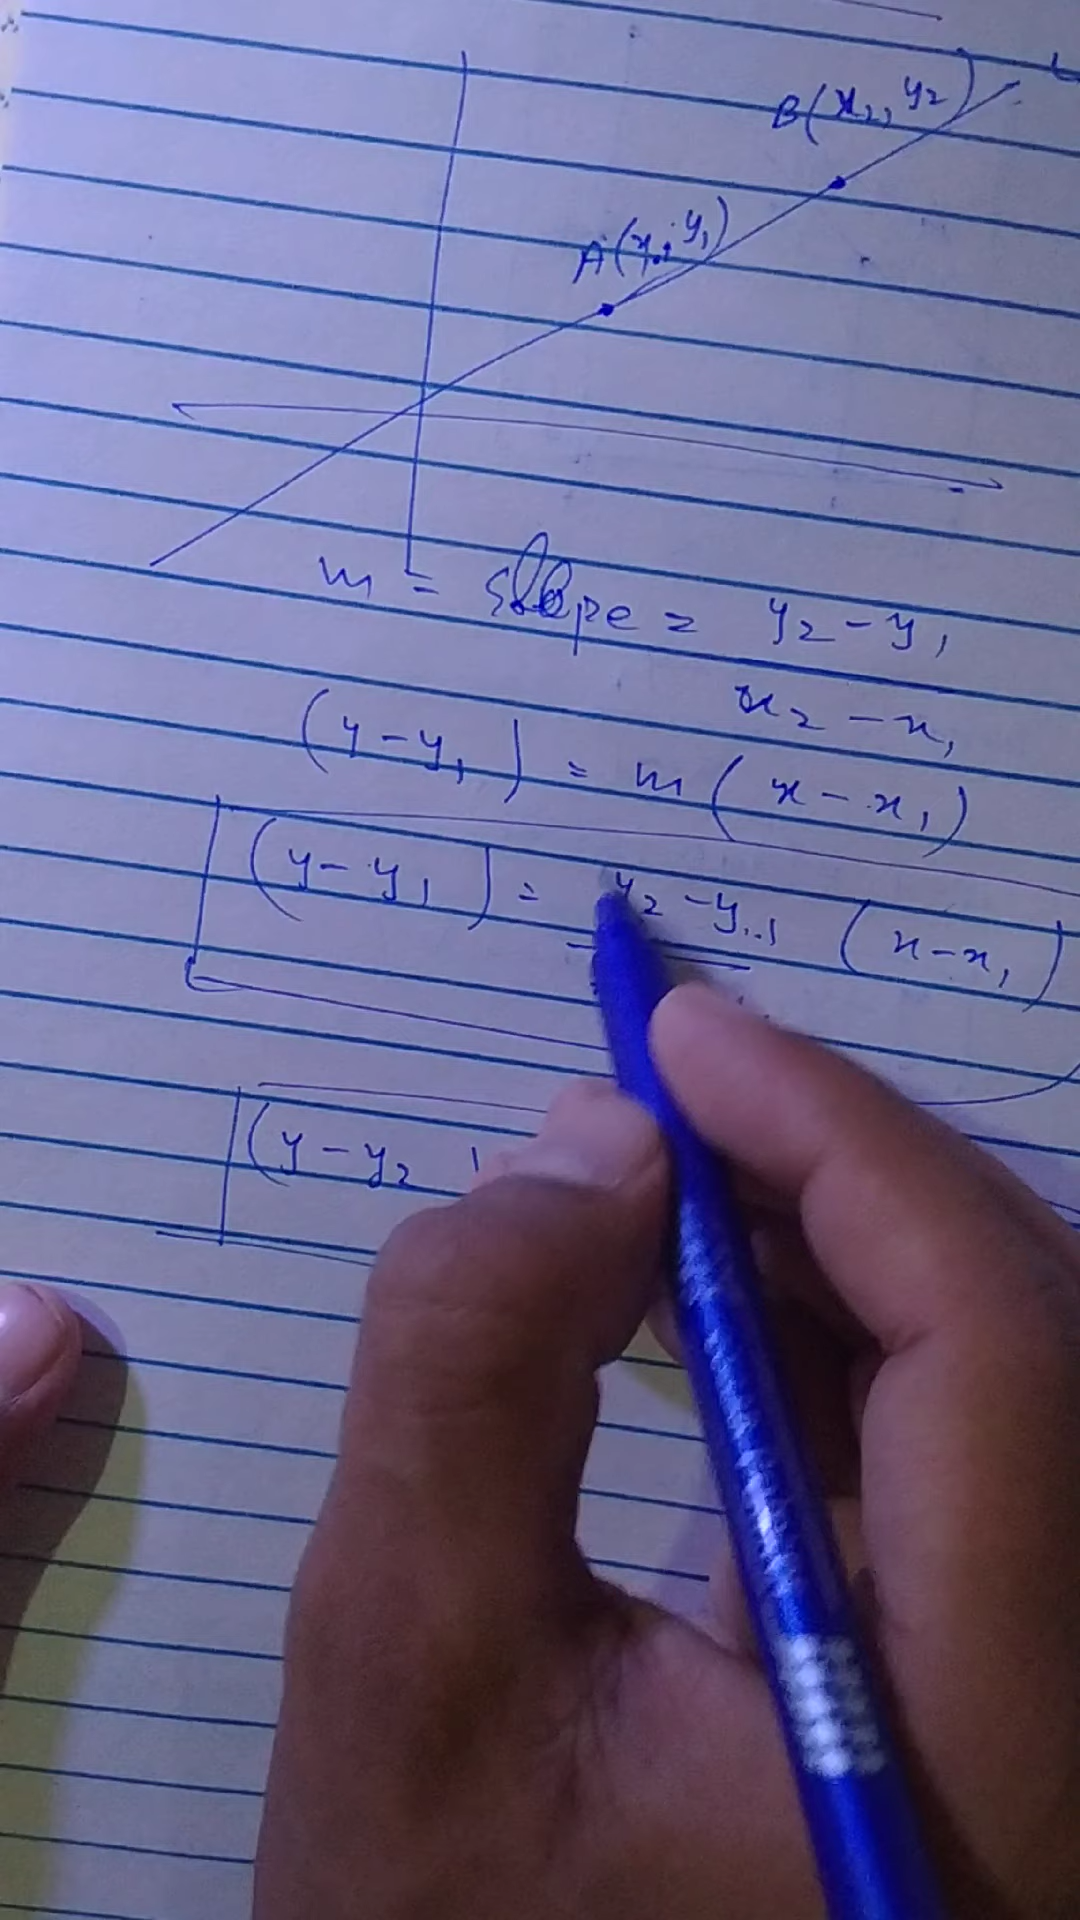 B(x₂, y₂)
A(x₁, y₁)
m = slope = y₂ - y₁
x₂ - x₁
(y - y₁) = m (x - x₁)
(y - y₁) = y₂ - y₁ (x - x₁)
(y - y₂